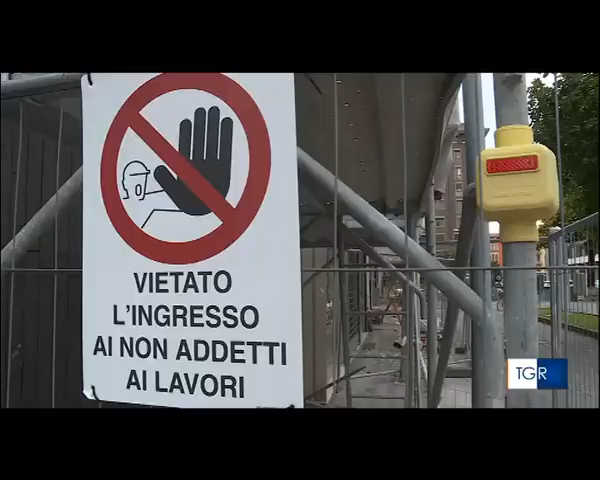 VIETATO
L'INGRESSO
AI NON ADDETTI
AI LAVORI
TGR